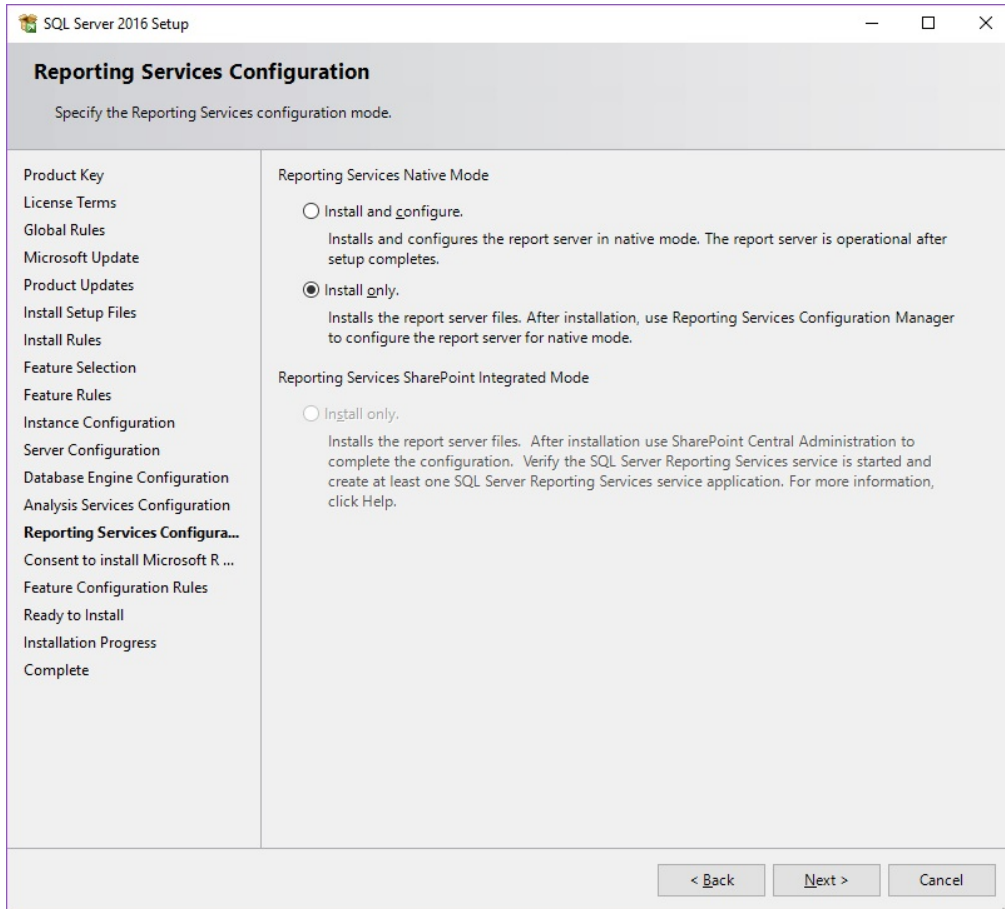 SQL Server 2016 Setup
Reporting Services Configuration
Specify the Reporting Services configuration mode.
Product Key
License Terms
Global Rules
Microsoft Update
Product Updates
Install Setup Files
Install Rules
Feature Selection
Feature Rules
Instance Configuration
Server Configuration
Database Engine Configuration
Analysis Services Configuration
Reporting Services Configura...
Consent to install Microsoft R ...
Feature Configuration Rules
Ready to Install
Installation Progress
Complete
Reporting Services Native Mode
Install and configure.
Installs and configures the report server in native mode. The report server is operational after
setup completes.
Install only.
Installs the report server files. After installation, use Reporting Services Configuration Manager
to configure the report server for native mode.
Reporting Services SharePoint Integrated Mode
Install only.
Installs the report server files. After installation use SharePoint Central Administration to
complete the configuration. Verify the SQL Server Reporting Services service is started and
create at least one SQL Server Reporting Services service application. For more information,
click Help.
< Back
Next >
Cancel